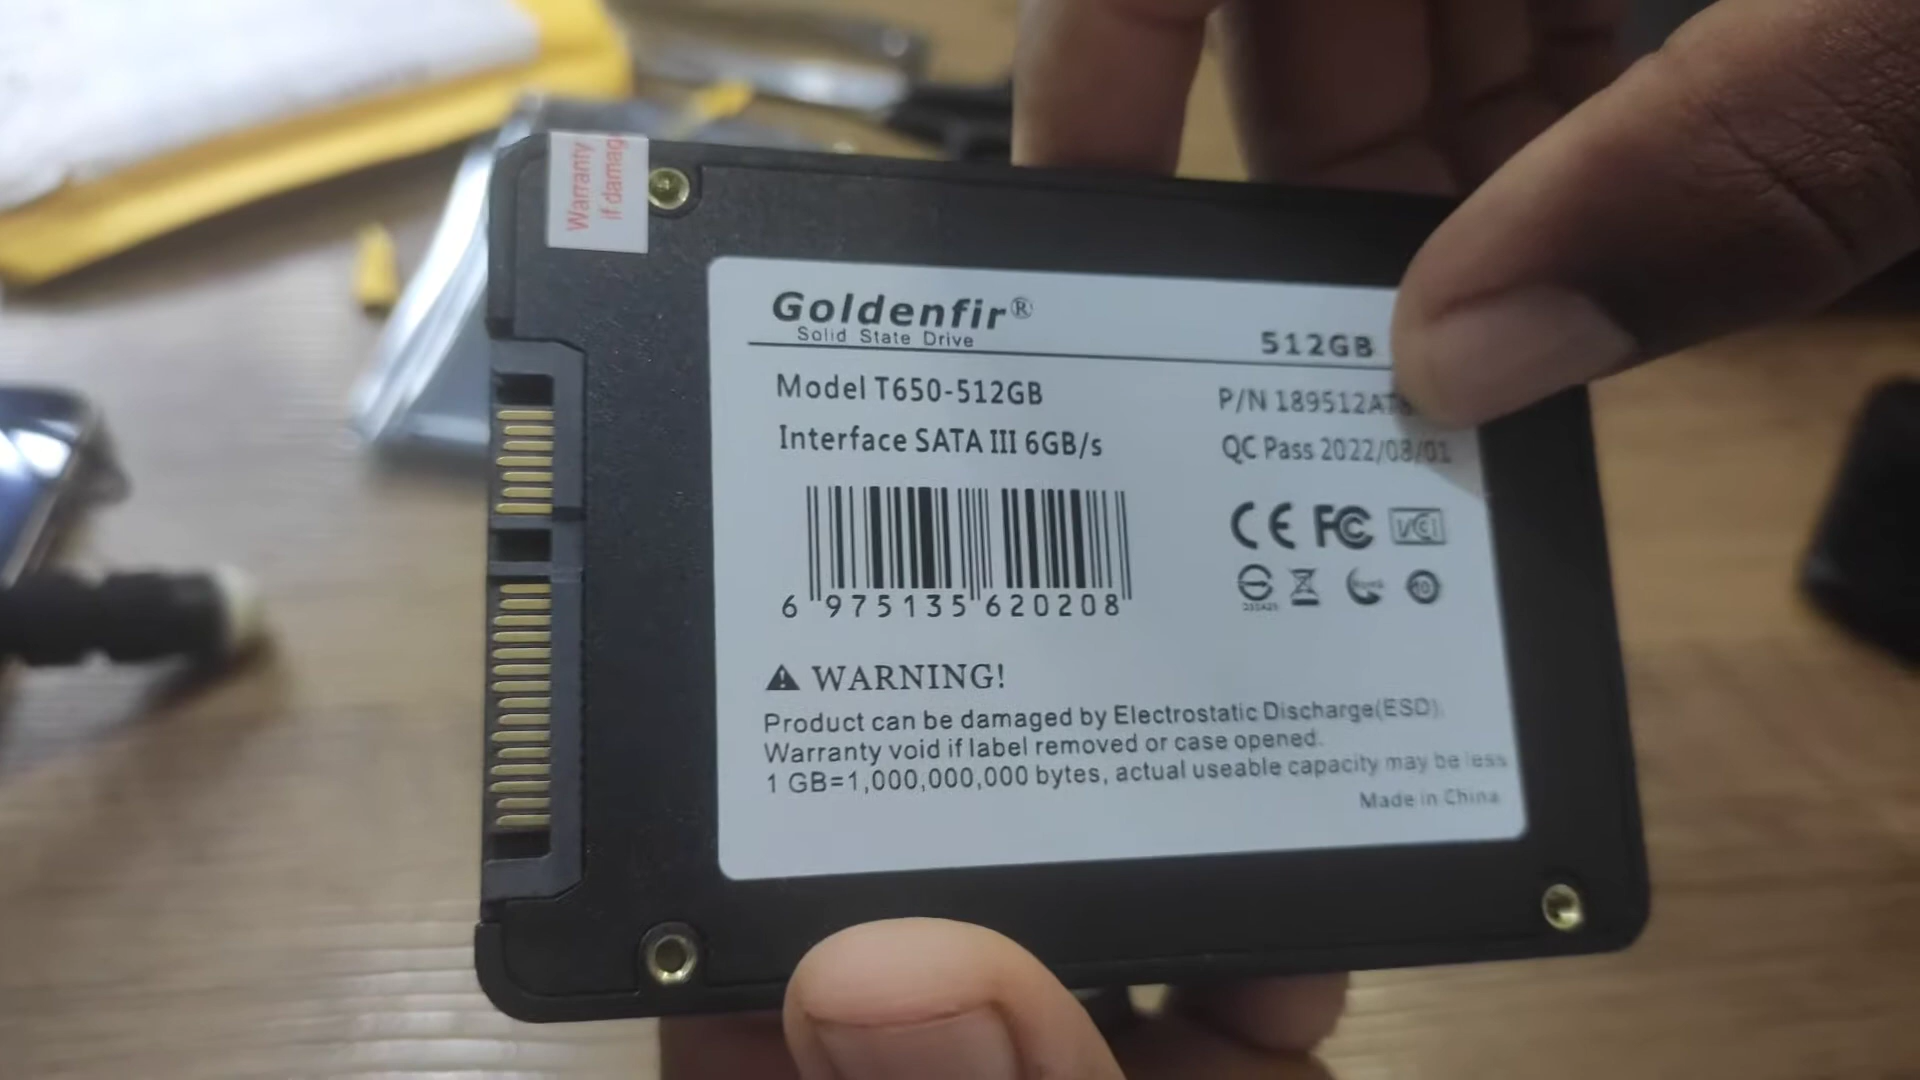 Warranty
if damag
Goldenfir®
Solid State Drive
512GB
Model T650-512GB
P/N 189512AT
Interface SATA III 6GB/s
QC Pass 2022/08/01
CE FC
6 975135 620208
WARNING!
Product can be damaged by Electrostatic Discharge(ESD).
Warranty void if label removed or case opened.
1 GB=1,000,000,000 bytes, actual useable capacity may be less
Made in China